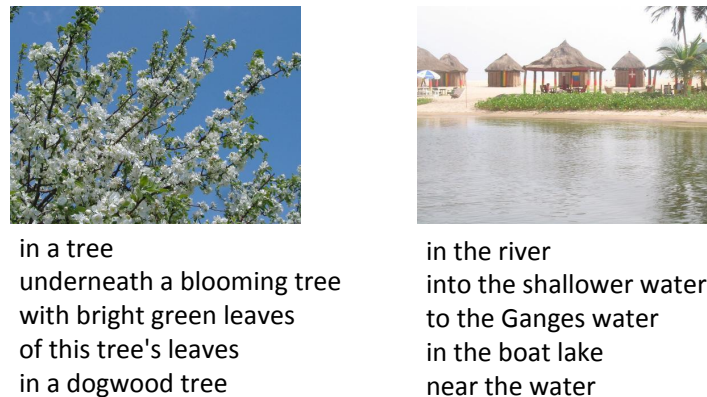 in a tree
underneath a blooming tree
with bright green leaves
of this tree's leaves
in a dogwood tree
in the river
into the shallower water
to the Ganges water
in the boat lake
near the water